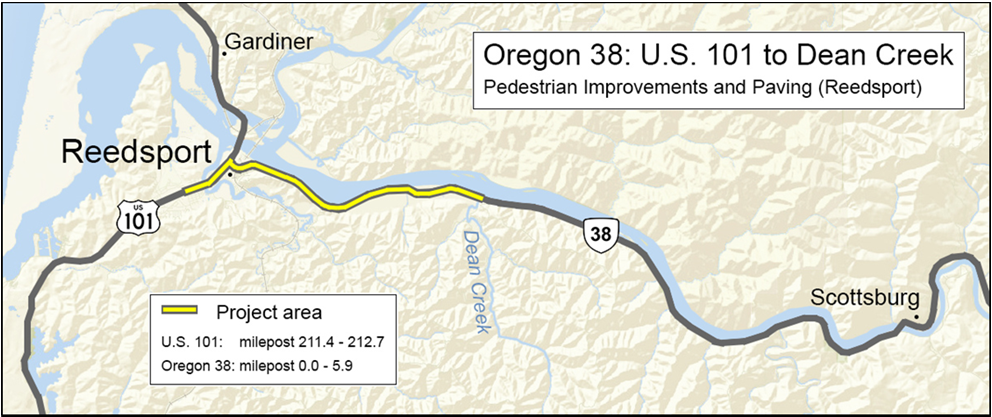 Gardiner
Oregon 38: U.S. 101 to Dean Creek
Pedestrian Improvements and Paving (Reedsport)
Reedsport
US
101
38
Dean Creek
Scottsburg
Project area
U.S. 101: milepost 211.4 - 212.7
Oregon 38: milepost 0.0 - 5.9